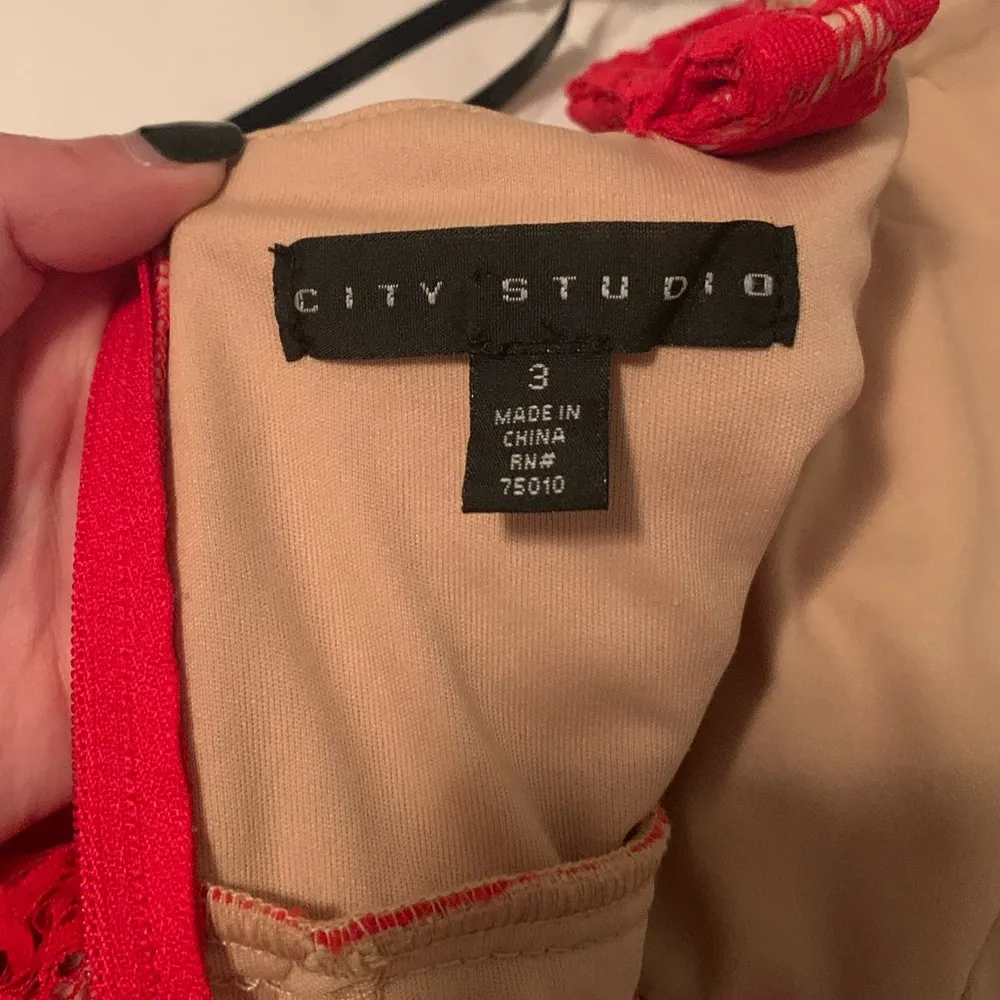 CITY STUDIO
3
MADE IN
CHINA
RN#
75010